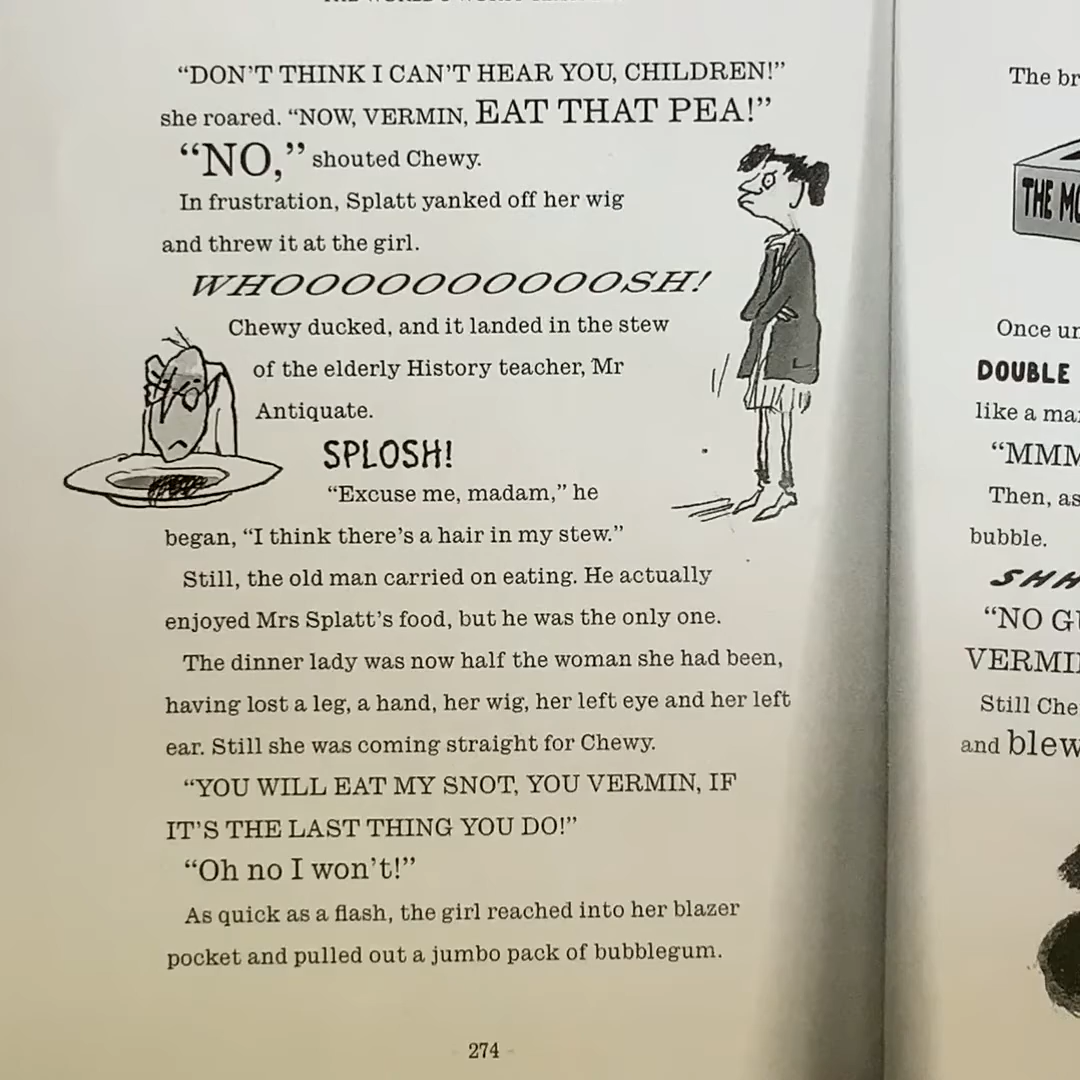 "DON'T THINK I CAN'T HEAR YOU, CHILDREN!"
she roared. "NOW, VERMIN, EAT THAT PEA!"
"NO," shouted Chewy.
In frustration, Splatt yanked off her wig
and threw it at the girl.
WHOOOOOOOOOOOSH!
Chewy ducked, and it landed in the stew
of the elderly History teacher, Mr
Antiquate.
SPLOSH!
"Excuse me, madam," he
began, "I think there's a hair in my stew."
Still, the old man carried on eating. He actually
enjoyed Mrs Splatt's food, but he was the only one.
The dinner lady was now half the woman she had been,
having lost a leg, a hand, her wig, her left eye and her left
ear. Still she was coming straight for Chewy.
"YOU WILL EAT MY SNOT, YOU VERMIN, IF
IT'S THE LAST THING YOU DO!"
"Oh no I won't!"
As quick as a flash, the girl reached into her blazer
pocket and pulled out a jumbo pack of bubblegum.
274
The
THE
Once
DOUBLE
like a
Then, as
bubble.
"NO
Still
and blew